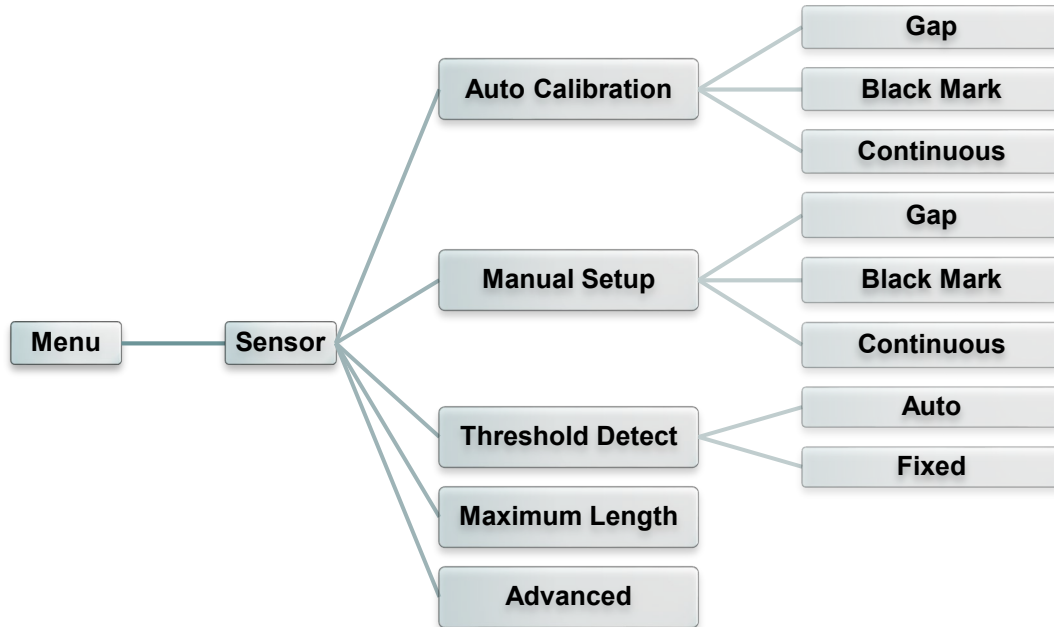 Menu
Sensor
Auto Calibration
Gap
Black Mark
Continuous
Manual Setup
Gap
Black Mark
Continuous
Threshold Detect
Auto
Fixed
Maximum Length
Advanced